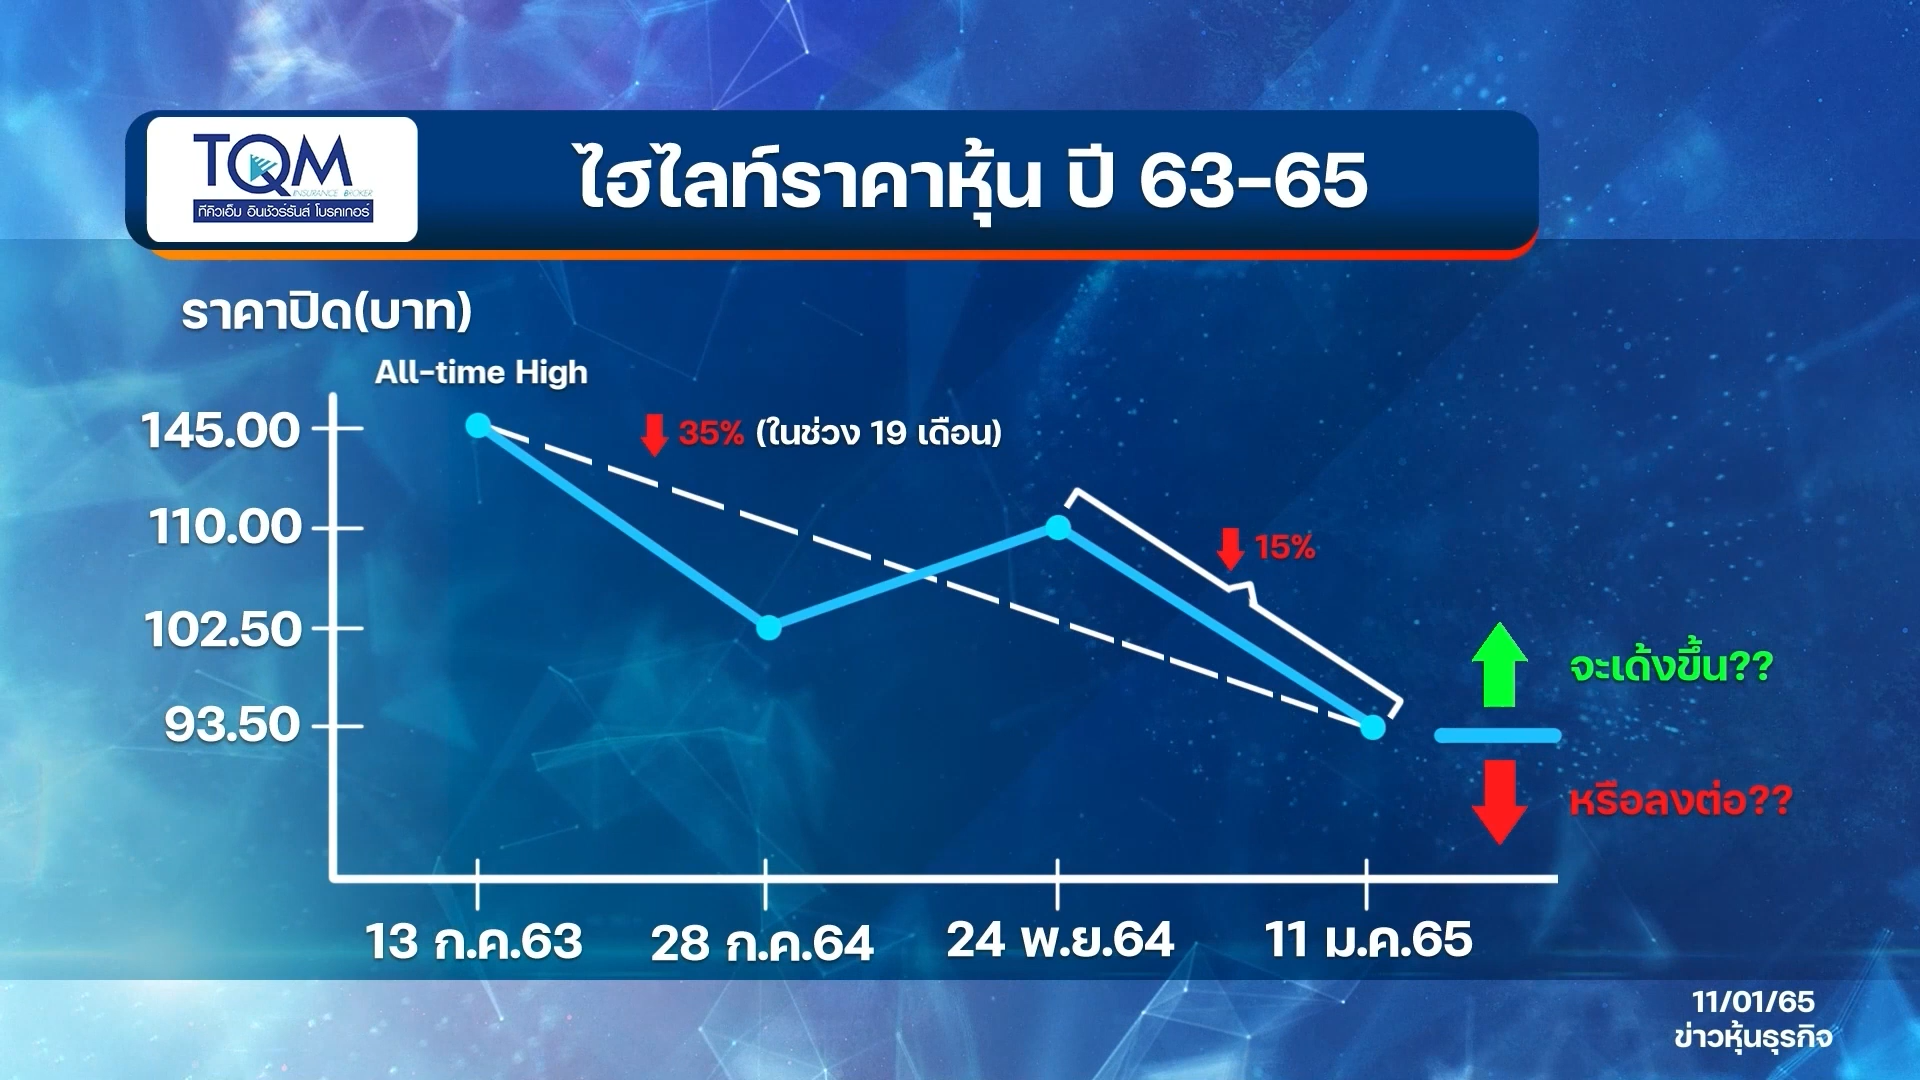 TQM
INSURANCE BROKER
ทีคิวเอ็ม อินชัวร์รันส์ โบรคเกอร์
ไฮไลท์ราคาหุ้น ปี 63-65
ราคาปิด(บาท)
All-time High
145.00
110.00
102.50
93.50
35% (ในช่วง 19 เดือน)
15%
จะเด้งขึ้น??
หรือลงต่อ??
13 ก.ค.63
28 ก.ค.64
24 พ.ย.64
11 ม.ค.65
11/01/65
ข่าวหุ้นธุรกิจ